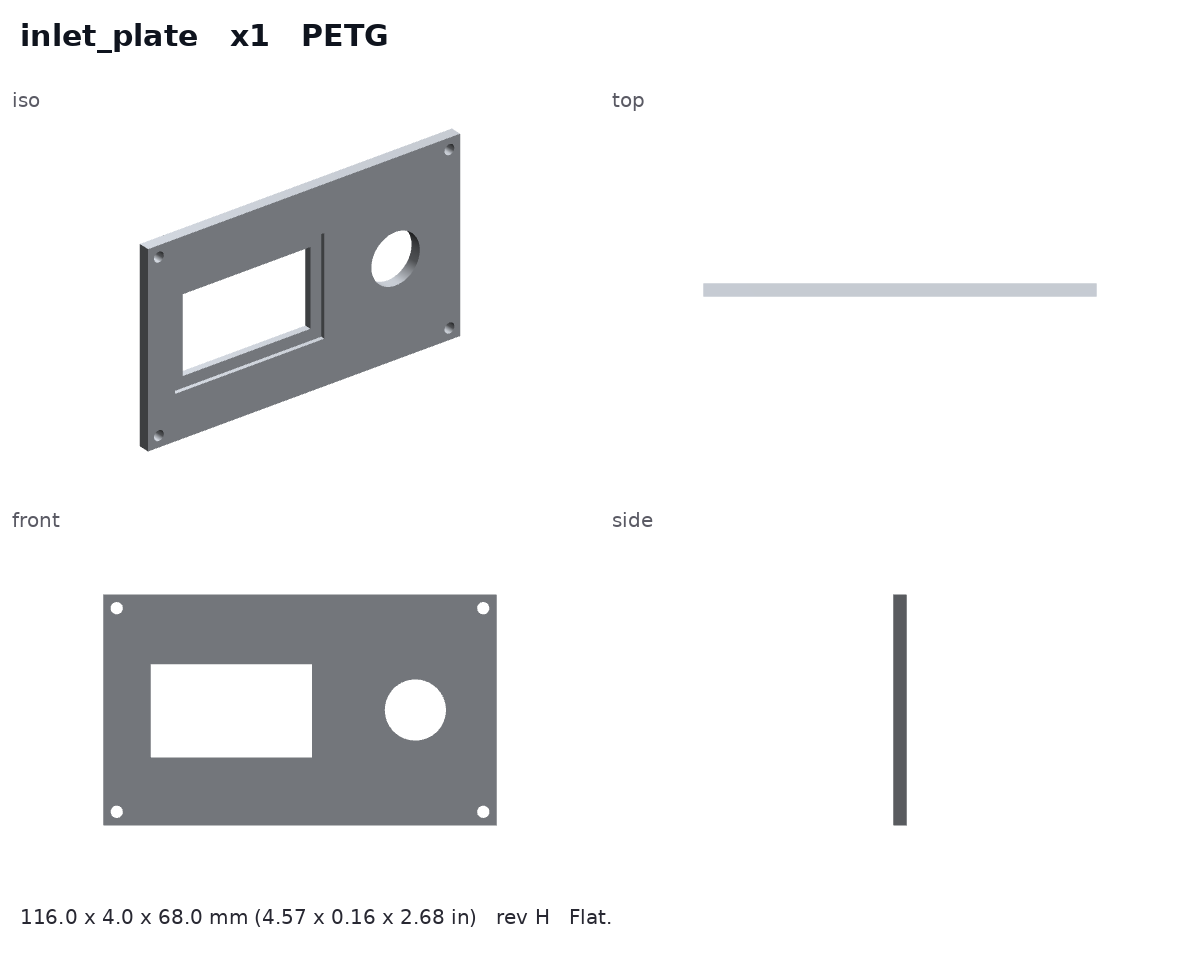 inlet_plate x1 PETG
iso
top
front
side
116.0 x 4.0 x 68.0 mm (4.57 x 0.16 x 2.68 in) rev H Flat.